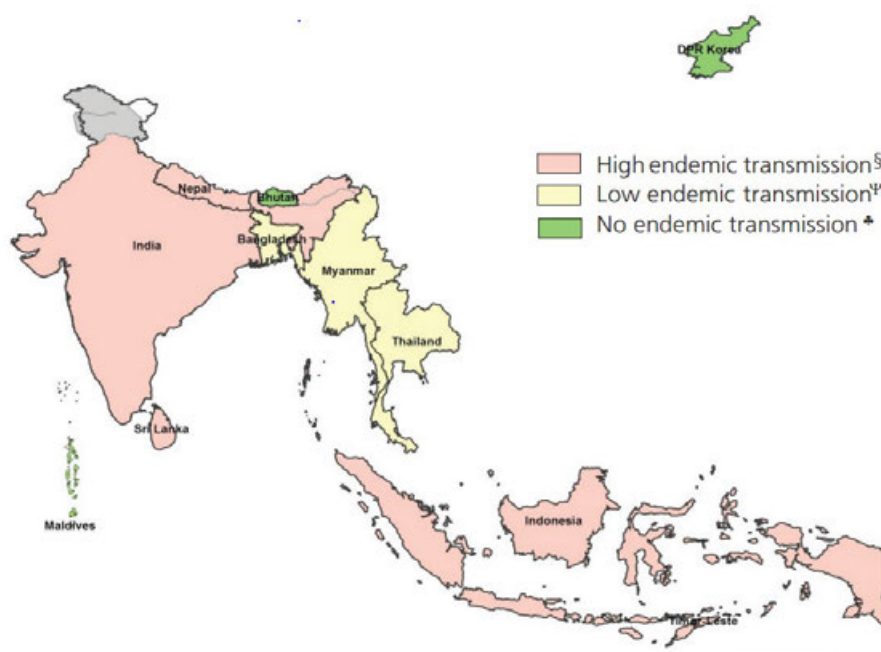 DPR Korea
High endemic transmission§
Low endemic transmissionΨ
No endemic transmission ♣
Nepal
Bhutan
India
Bangladesh
Myanmar
Thailand
Sri Lanka
Maldives
Indonesia
Timor-Leste